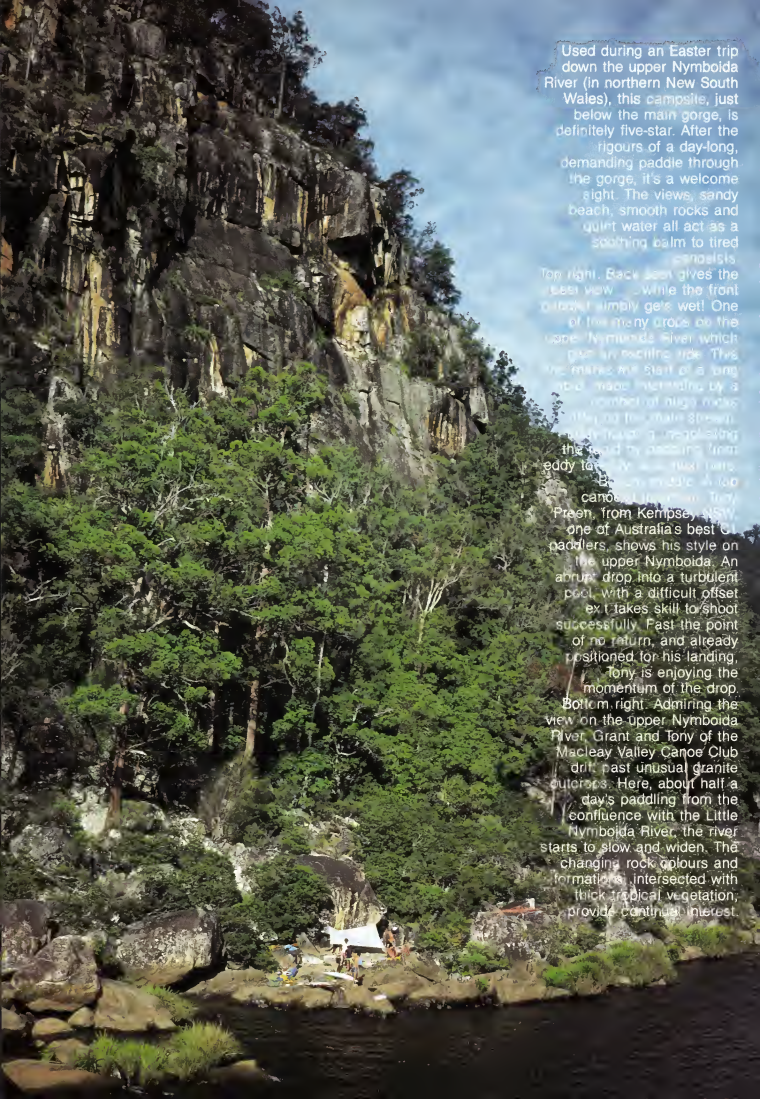 Used during an Easter trip
down the upper Nymboida
River (in northern New South
Wales), this campsite, just
below the main gorge, is
definitely five-star. After the
rigours of a day-long,
demanding paddle through
the gorge, it's a welcome
sight. The views, sandy
beach, smooth rocks and
quiet water all act as a
soothing balm to tired
canoeists.
Top right. Back seat gives the
best view while the front
paddler simply gets wet! One
of the many drops on the
upper Nymboida River which
give an exciting ride. This
one marks the start of a long
rapid, made interesting by a
number of huge rocks
the main stream.
negotiating
the by from
eddy to
middle. A top
canoeist Tony
Preen, from Kempsey NSW,
one of Australia's best C1
paddlers, shows his style on
the upper Nymboida. An
abrupt drop into a turbulent
pool, with a difficult offset
exit takes skill to shoot
successfully. Past the point
of no return, and already
positioned for his landing,
Tony is enjoying the
momentum of the drop.
Bottom right. Admiring the
view on the upper Nymboida
River, Grant and Tony of the
Macleay Valley Canoe Club
drift past unusual granite
outcrops. Here, about half a
day's paddling from the
confluence with the Little
Nymboida River, the river
starts to slow and widen. The
changing rock colours and
formations, intersected with
thick tropical vegetation,
provide continual interest.